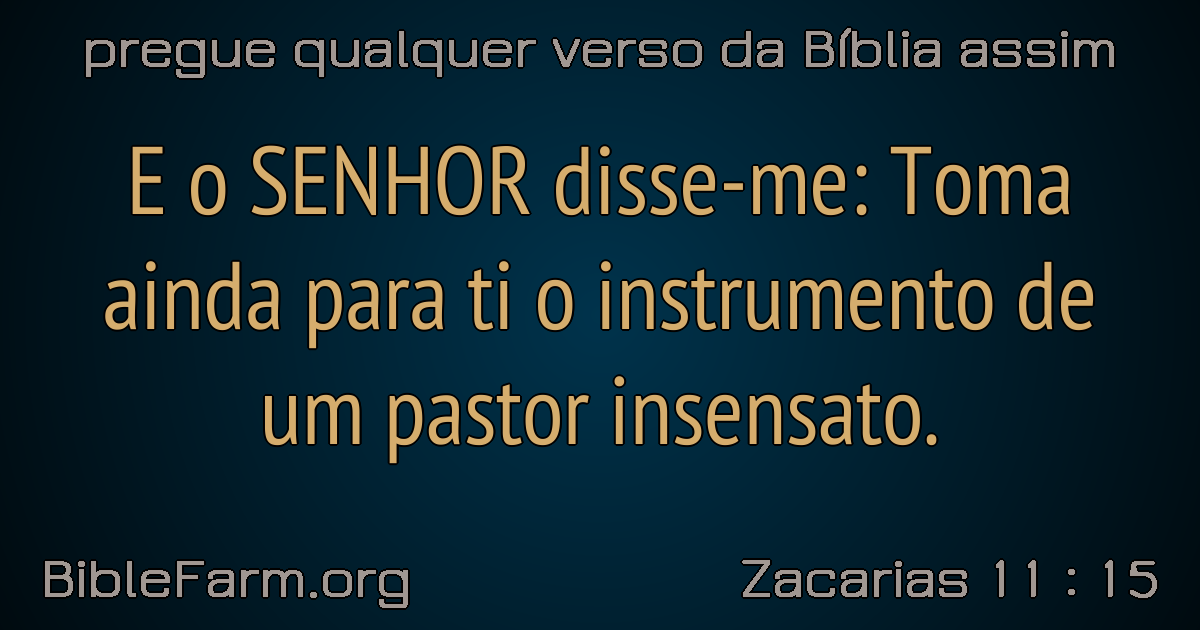 pregue qualquer verso da Bíblia assim
E o SENHOR disse-me: Toma
ainda para ti o instrumento de
um pastor insensato.
BibleFarm.org
Zacarias 11 : 15